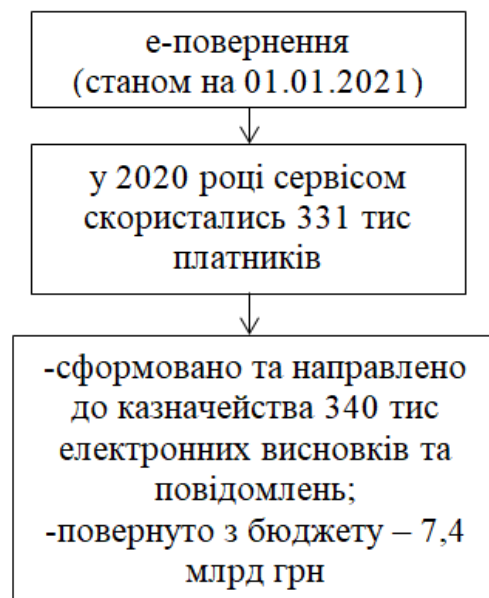 е-повернення
(станом на 01.01.2021)
у 2020 році сервісом
скористались 331 тис
платників
-сформовано та направлено
до казначейства 340 тис
електронних висновків та
повідомлень;
-повернуто з бюджету – 7,4
млрд грн